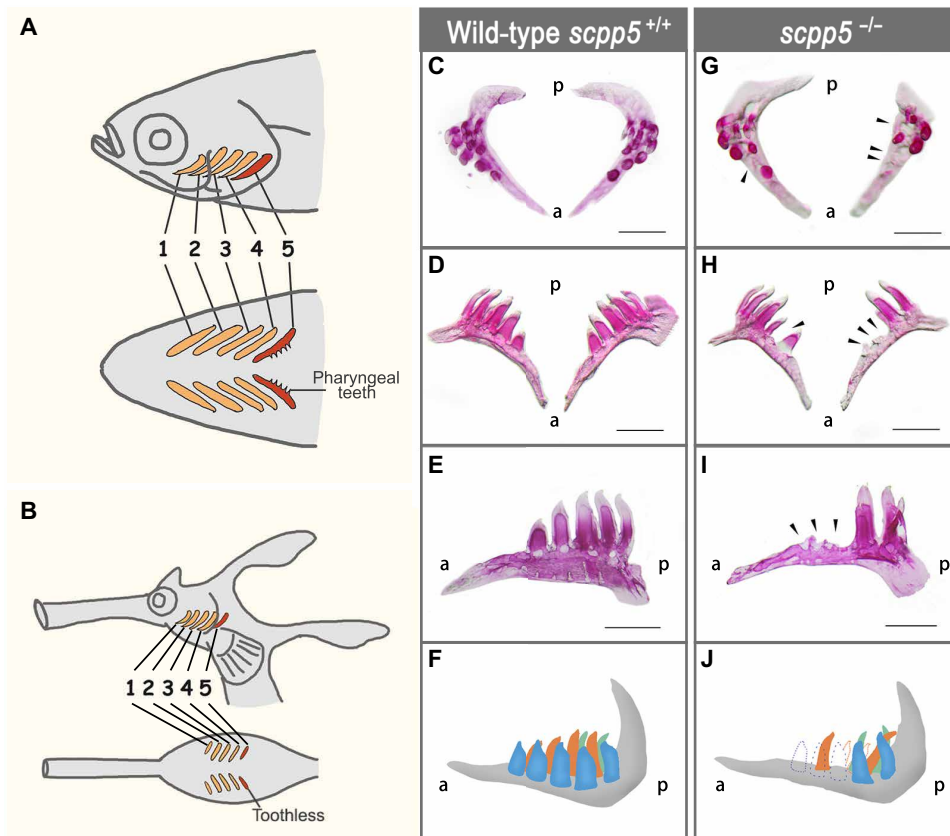 A
1 2 3 4 5
Pharyngeal
teeth
B
1 2 3 4 5
Toothless
Wild-type scpp5 +/+
C
p
a
D
p
a
E
a
p
F
a
p
scpp5 –/–
G
p
a
H
p
a
I
a
p
J
a
p